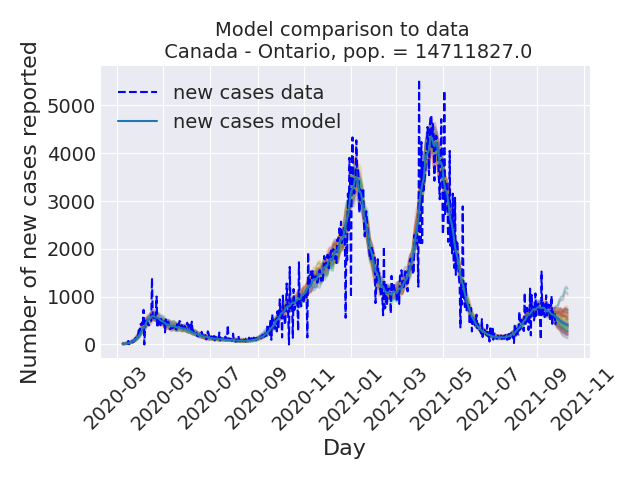 Model comparison to data
Canada - Ontario, pop. = 14711827.0
new cases data
new cases model
Number of new cases reported
5000
4000
3000
2000
1000
0
2020-03
2020-05
2020-07
2020-09
2020-11
2021-01
2021-03
2021-05
2021-07
2021-09
2021-11
Day